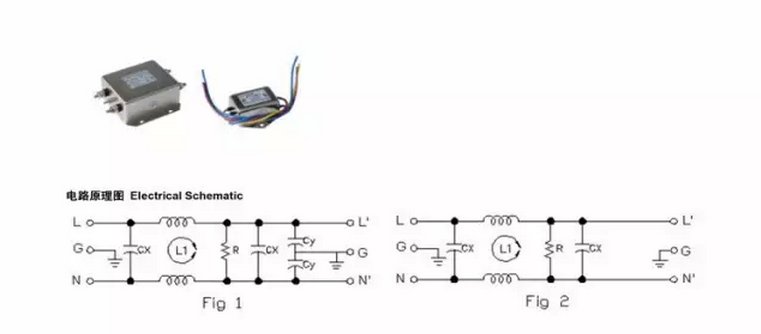 电路原理图 Electrical Schematic
L L'
G CX L1 R CX Cy G
Cy
N N'
Fig 1
L L'
G CX L1 R CX G
N N'
Fig 2